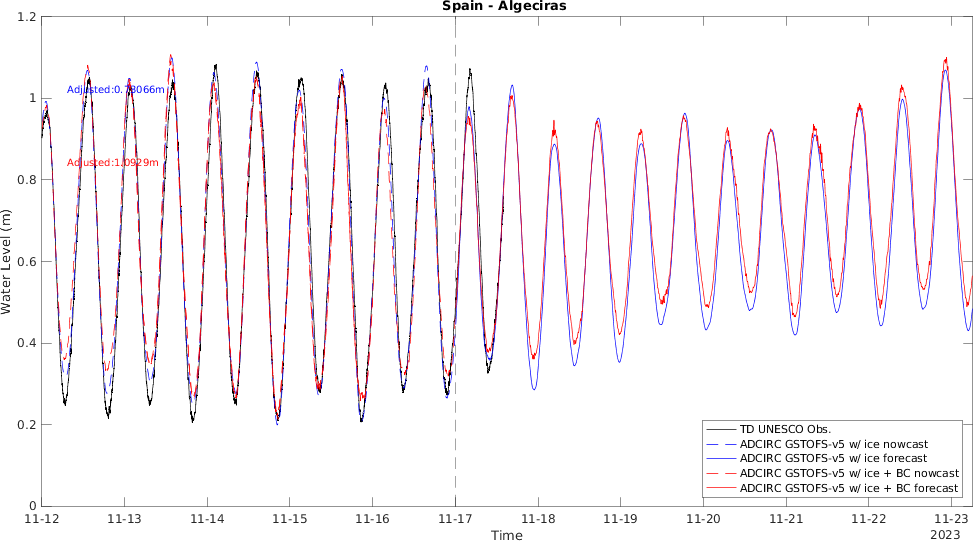 Spain - Algeciras
1.2
1
0.8
0.6
0.4
0.2
0
Water Level (m)
Adjusted:0.78066m
Adjusted:1.0929m
TD UNESCO Obs.
ADCIRC GSTOFS-v5 w/ ice nowcast
ADCIRC GSTOFS-v5 w/ ice forecast
ADCIRC GSTOFS-v5 w/ ice + BC nowcast
ADCIRC GSTOFS-v5 w/ ice + BC forecast
11-12 11-13 11-14 11-15 11-16 11-17 11-18 11-19 11-20 11-21 11-22 11-23
Time
2023